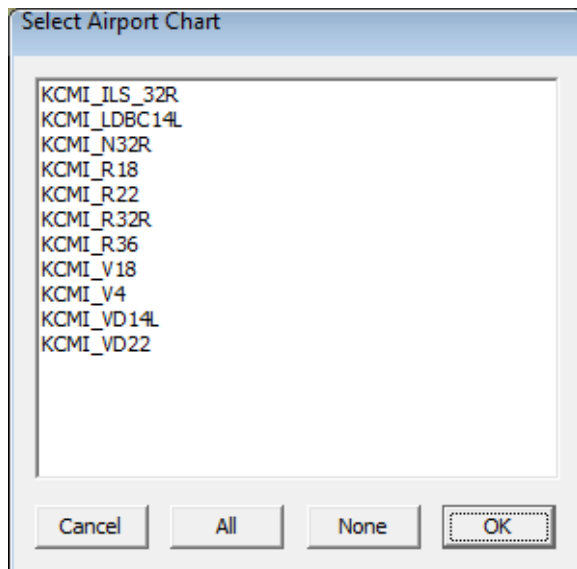 Select Airport Chart
KCMI_ILS_32R
KCMI_LDBC14L
KCMI_N32R
KCMI_R18
KCMI_R22
KCMI_R32R
KCMI_R36
KCMI_V18
KCMI_V4
KCMI_VD14L
KCMI_VD22
Cancel All None OK